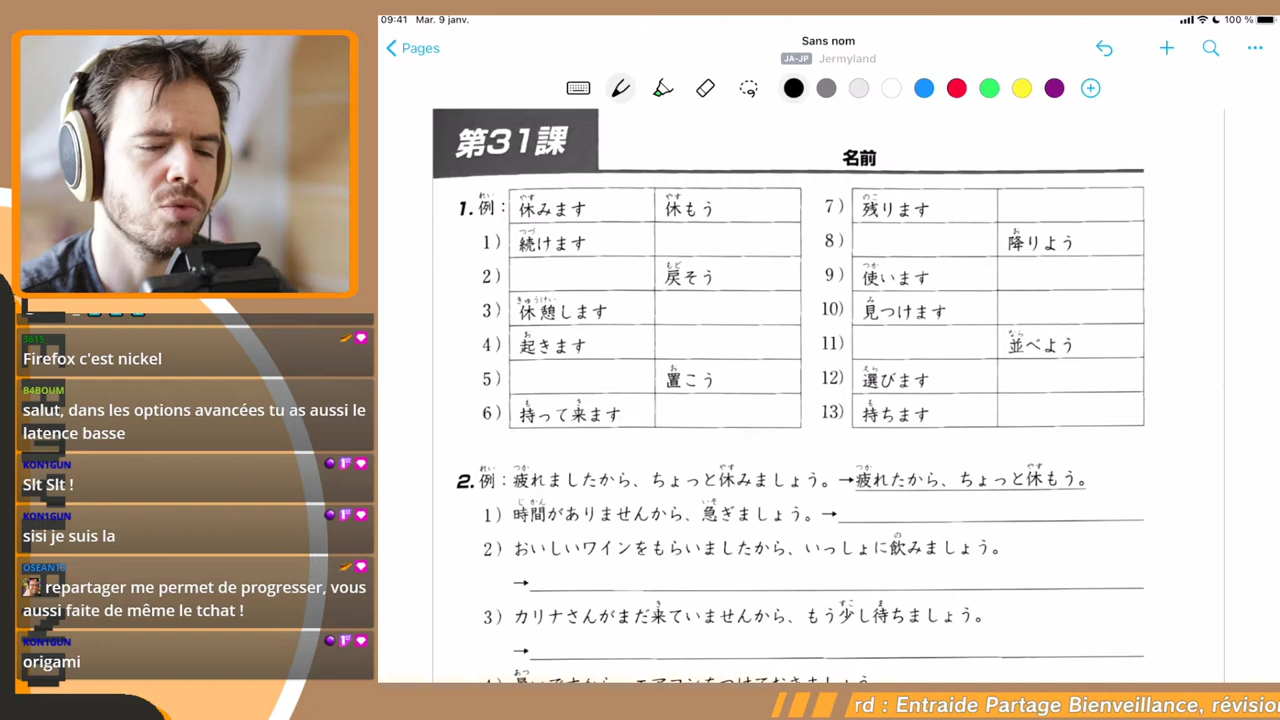 09:41 Mar. 9 janv.
100 %
Pages
Sans nom
JA-JP Jermyland
第31課
名前
1. 例: 休みます 休もう
1) 続けます
2) 戻そう
3) 休憩します
4) 起きます
5) 置こう
6) 持って来ます
7) 残ります
8) 降りよう
9) 使います
10) 見つけます
11) 並べよう
12) 選びます
13) 持ちます
2. 例:疲れましたから、ちょっと休みましょう。→疲れたから、ちょっと休もう。
1) 時間がありませんから、急ぎましょう。→
2) おいしいワインをもらいましたから、いっしょに飲みましょう。
→
3) カリナさんがまだ来ていませんから、もう少し待ちましょう。
→
3615
Firefox c'est nickel
B4BOUM
salut, dans les options avancées tu as aussi le
latence basse
KON1GUN
Slt Slt !
KON1GUN
sisi je suis la
OSEANTS
: repartager me permet de progresser, vous
aussi faite de même le tchat !
KON1GUN
origami
rd : Entraide Partage Bienveillance, révisio